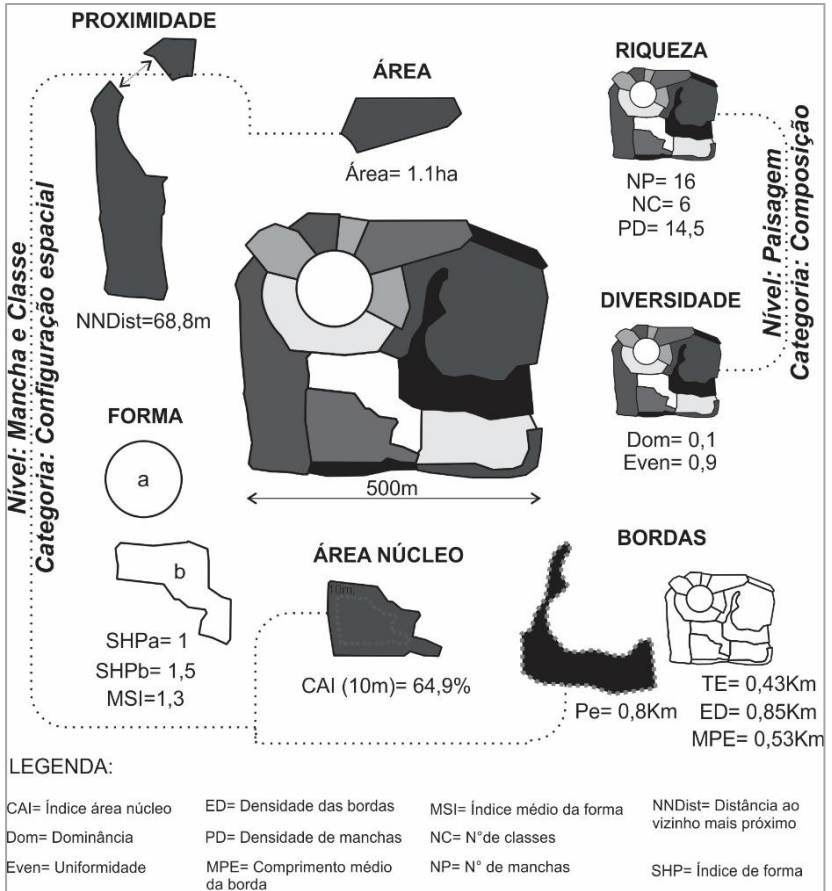 PROXIMIDADE
ÁREA
Área= 1.1ha
NNDist=68,8m
Nível: Mancha e Classe
Categoria: Configuração espacial
FORMA
a
b
SHPa= 1
SHPb= 1,5
MSI=1,3
500m
ÁREA NÚCLEO
10m
CAI (10m)= 64,9%
RIQUEZA
NP= 16
NC= 6
PD= 14,5
Nível: Paisagem
Categoria: Composição
DIVERSIDADE
Dom= 0,1
Even= 0,9
BORDAS
Pe= 0,8Km
TE= 0,43Km
ED= 0,85Km
MPE= 0,53Km
LEGENDA:
CAI= Índice área núcleo
Dom= Dominância
Even= Uniformidade
ED= Densidade das bordas
PD= Densidade de manchas
MPE= Comprimento médio
da borda
MSI= Índice médio da forma
NC= N°de classes
NP= N° de manchas
NNDist= Distância ao
vizinho mais próximo
SHP= Índice de forma